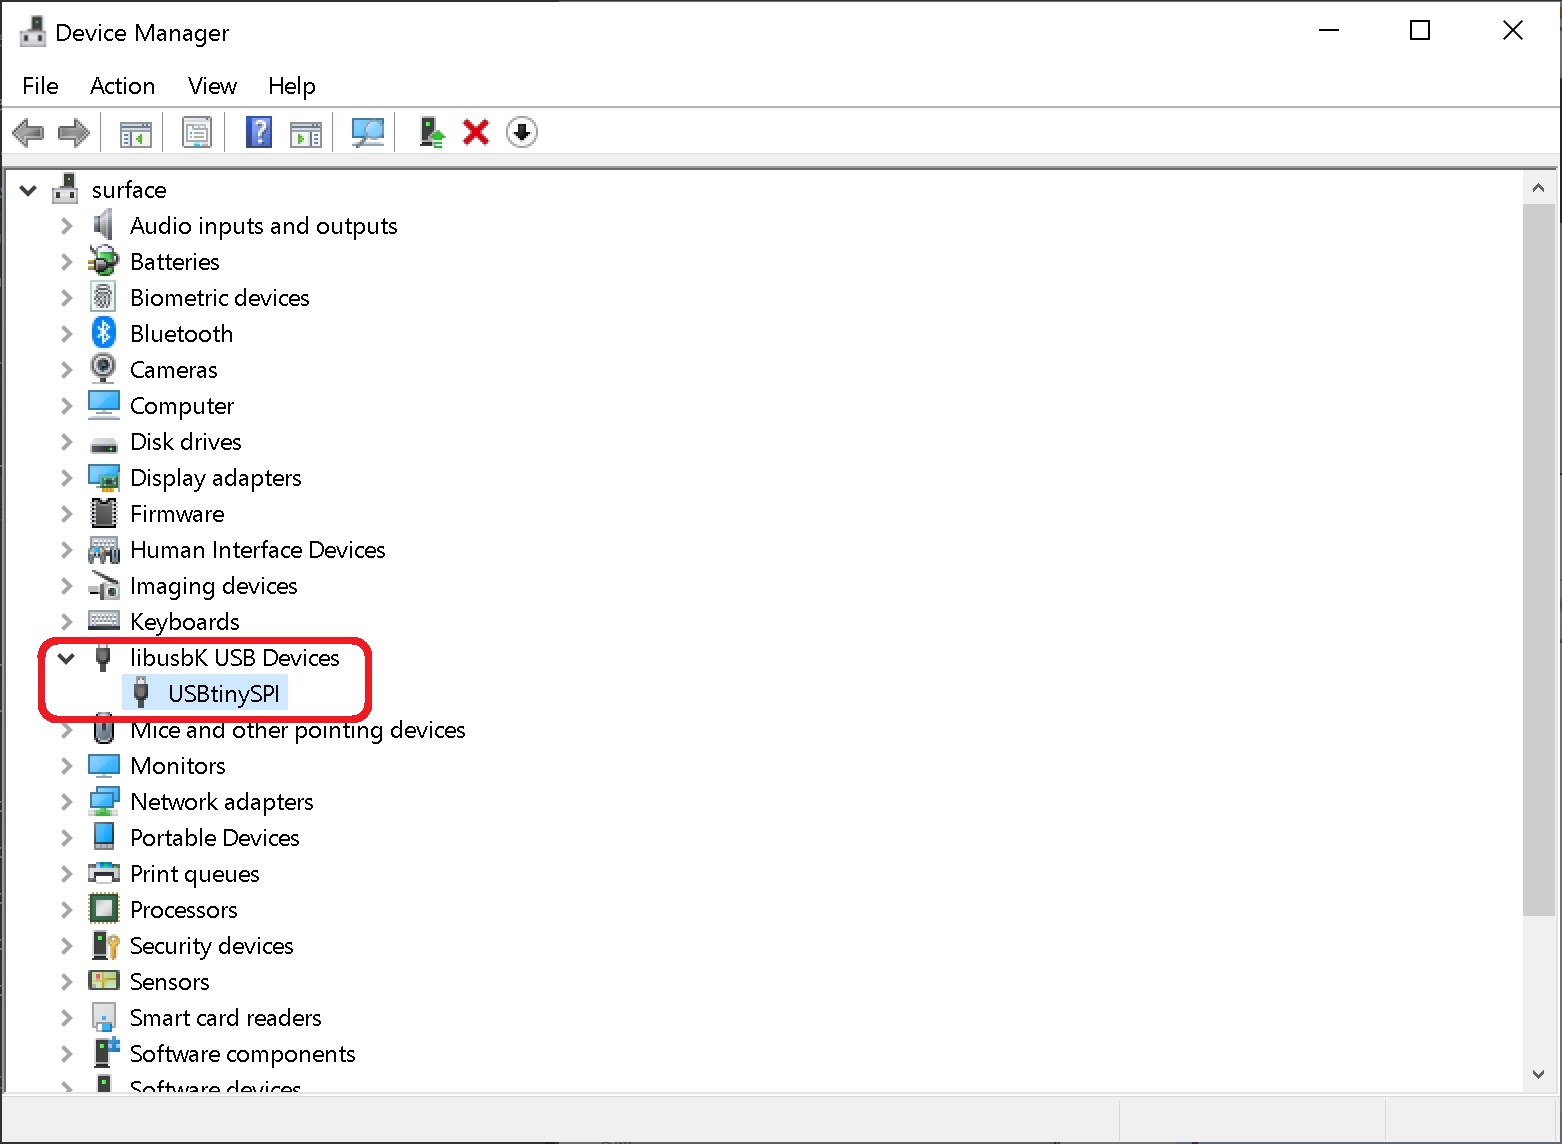 Device Manager
File Action View Help
surface
Audio inputs and outputs
Batteries
Biometric devices
Bluetooth
Cameras
Computer
Disk drives
Display adapters
Firmware
Human Interface Devices
Imaging devices
Keyboards
libusbK USB Devices
USBtinySPI
Mice and other pointing devices
Monitors
Network adapters
Portable Devices
Print queues
Processors
Security devices
Sensors
Smart card readers
Software components
Software devices